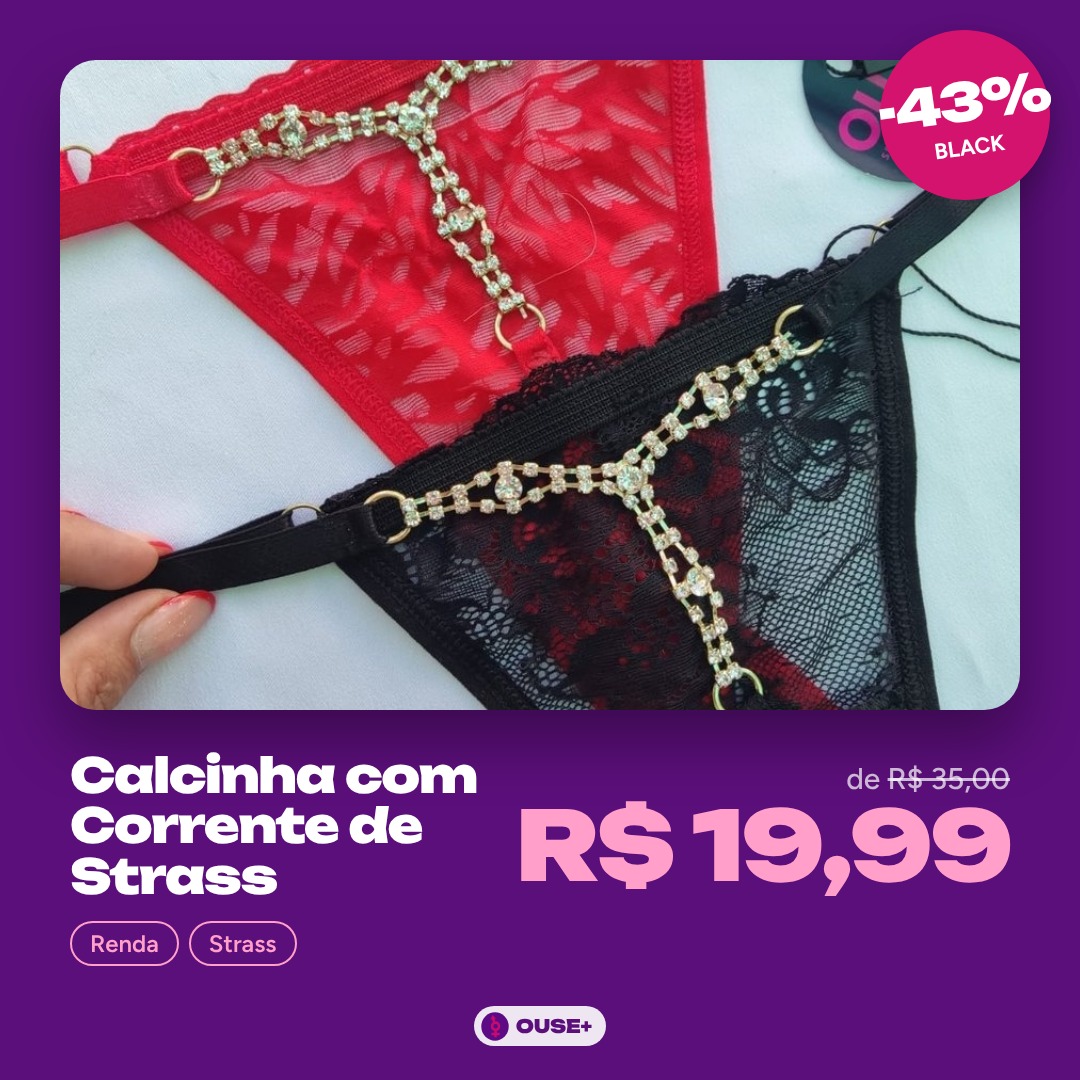 -43%
BLACK
Calcinha com
Corrente de
Strass
de R$ 35,00
R$ 19,99
Renda
Strass
OUSE+